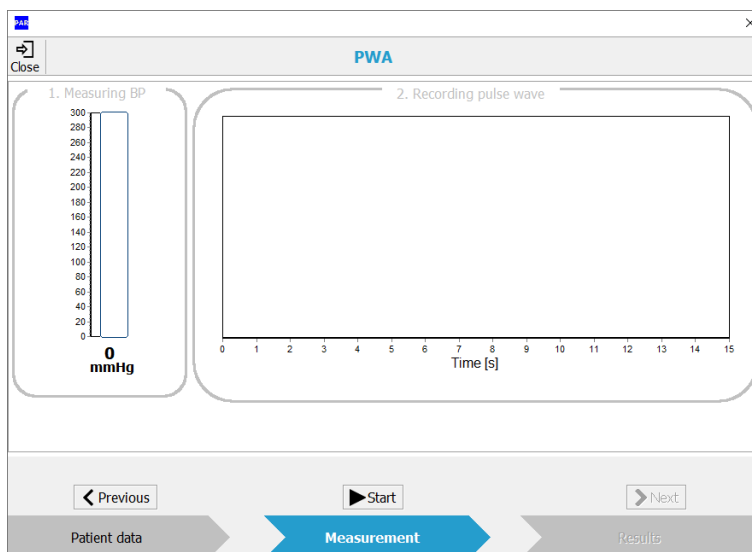 PAR
Close
PWA
1. Measuring BP
2. Recording pulse wave
300
280
260
240
220
200
180
160
140
120
100
80
60
40
20
0
0
mmHg
0 1 2 3 4 5 6 7 8 9 10 11 12 13 14 15
Time [s]
Previous
Start
Next
Patient data
Measurement
Results